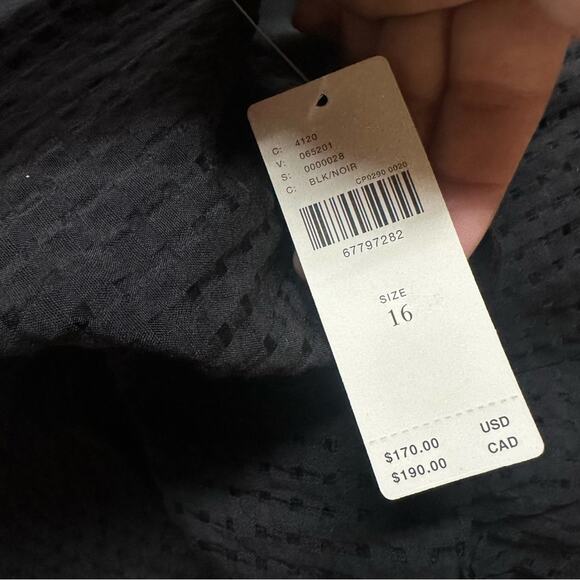 C: 4120
V: 065201
S: 0000028
C: BLK/NOIR
CP0290 0020
67797282
SIZE
16
$170.00 USD
$190.00 CAD